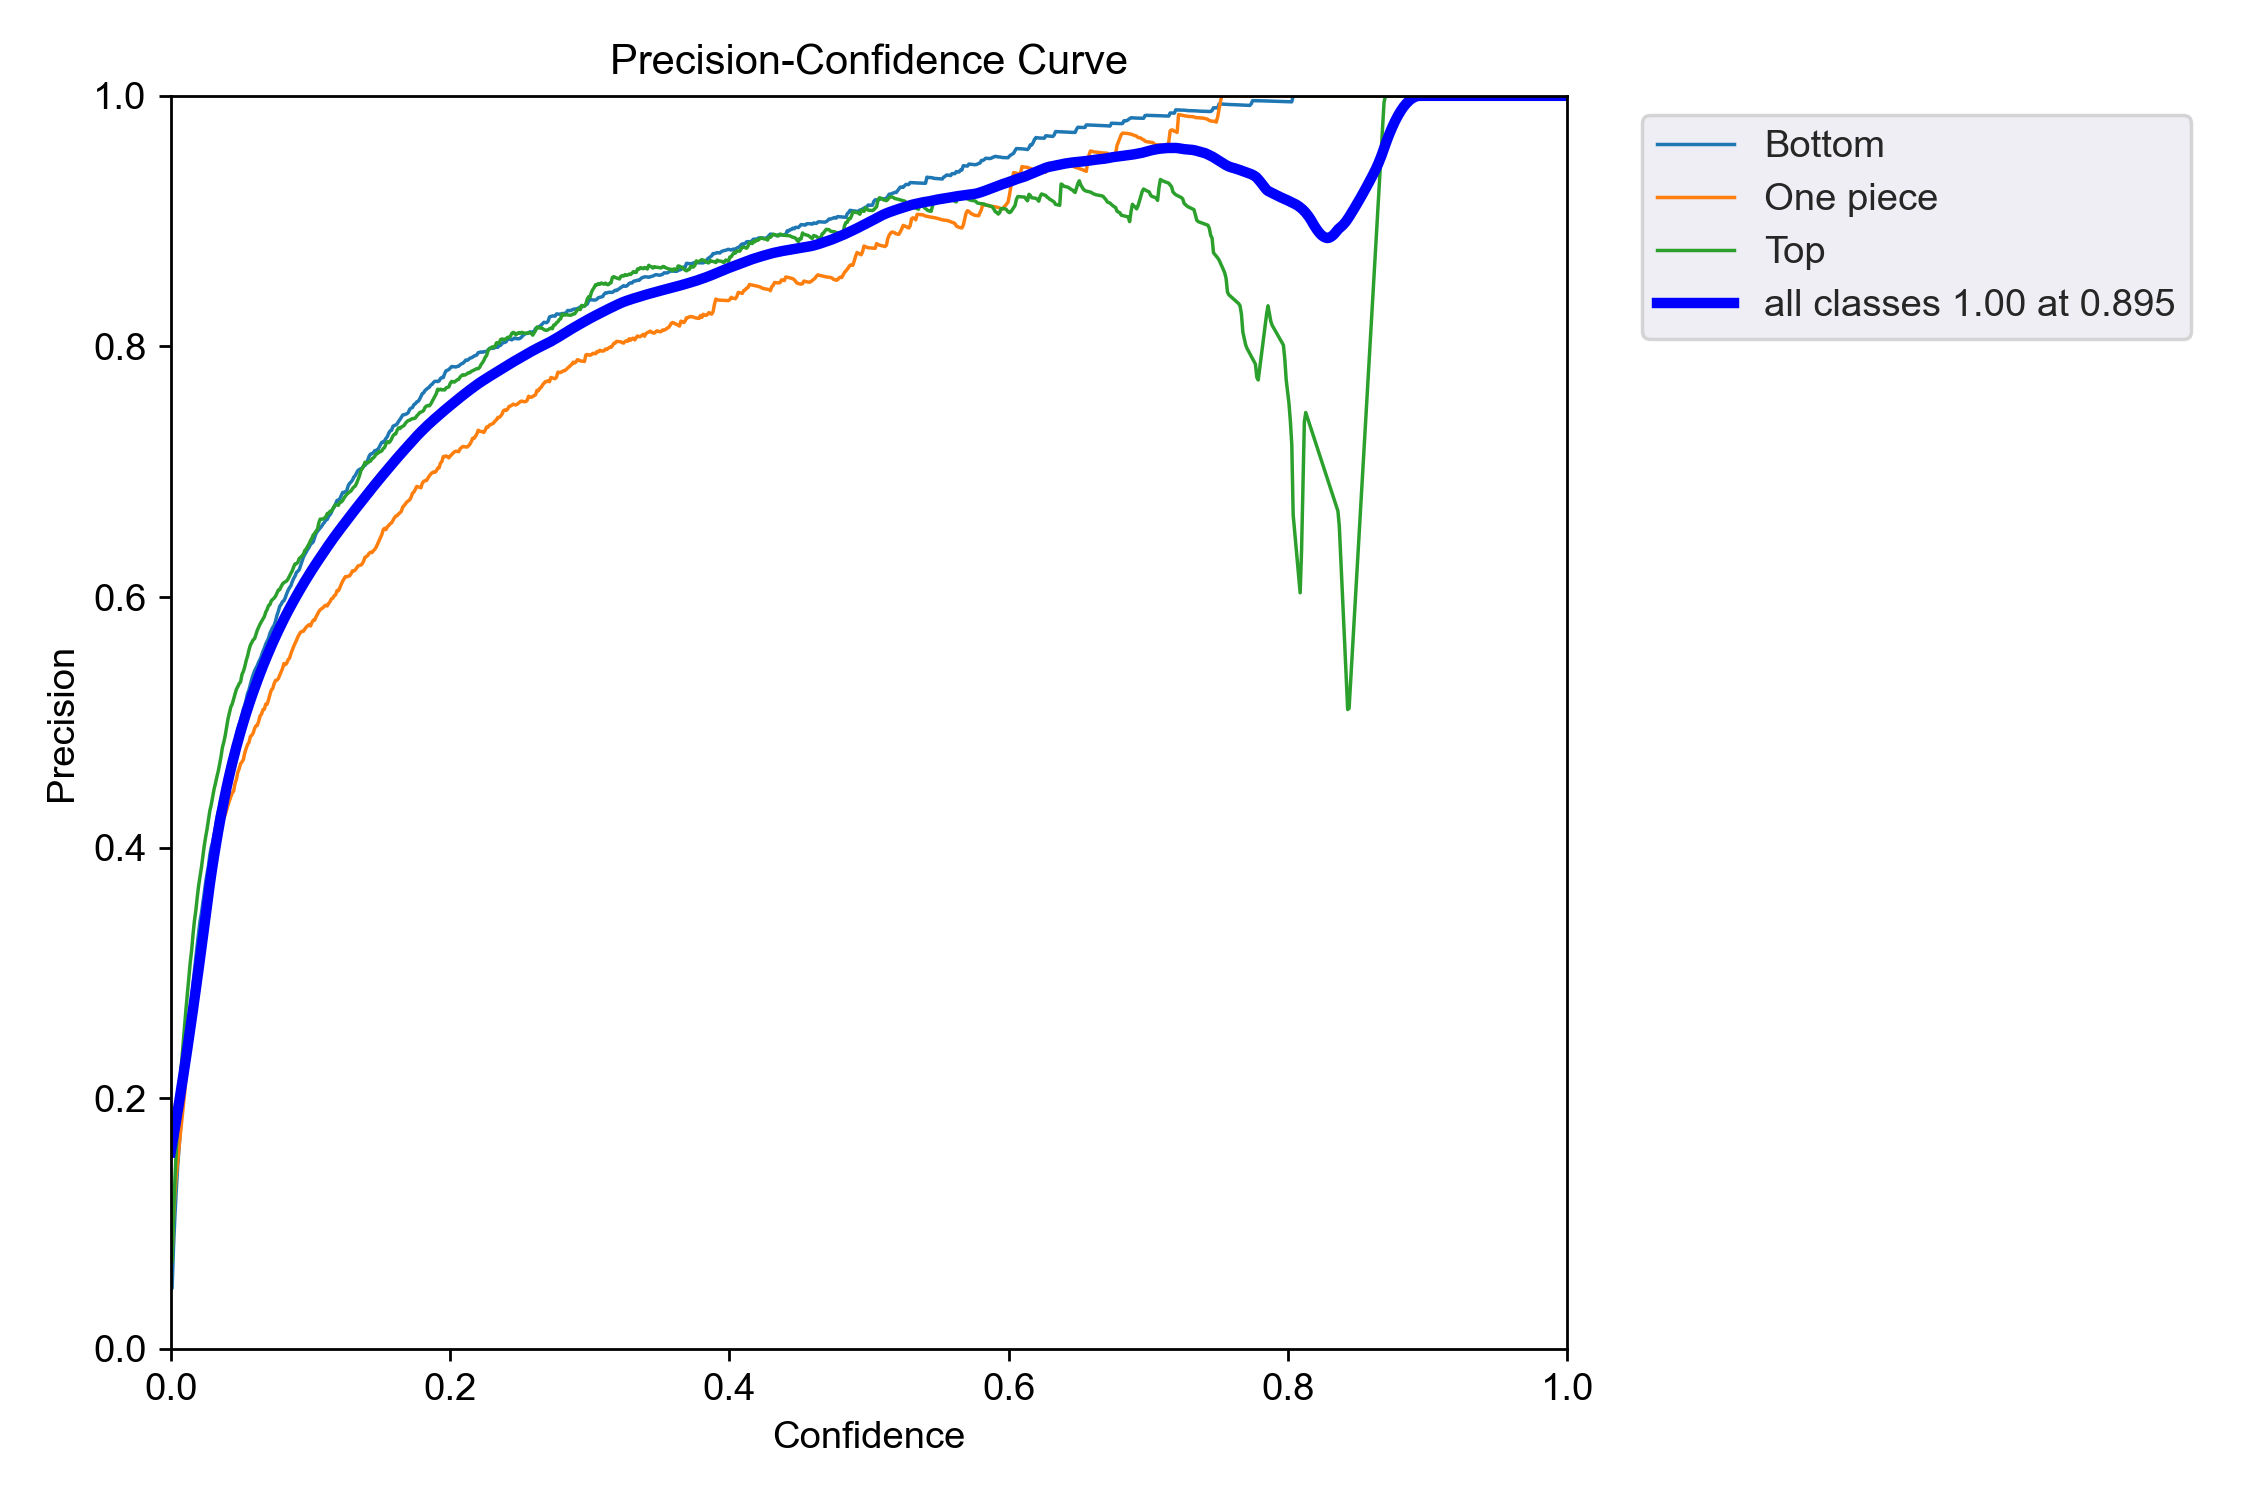 Precision-Confidence Curve
1.0
0.8
0.6
0.4
0.2
0.0
Precision
0.0 0.2 0.4 0.6 0.8 1.0
Confidence
Bottom
One piece
Top
all classes 1.00 at 0.895